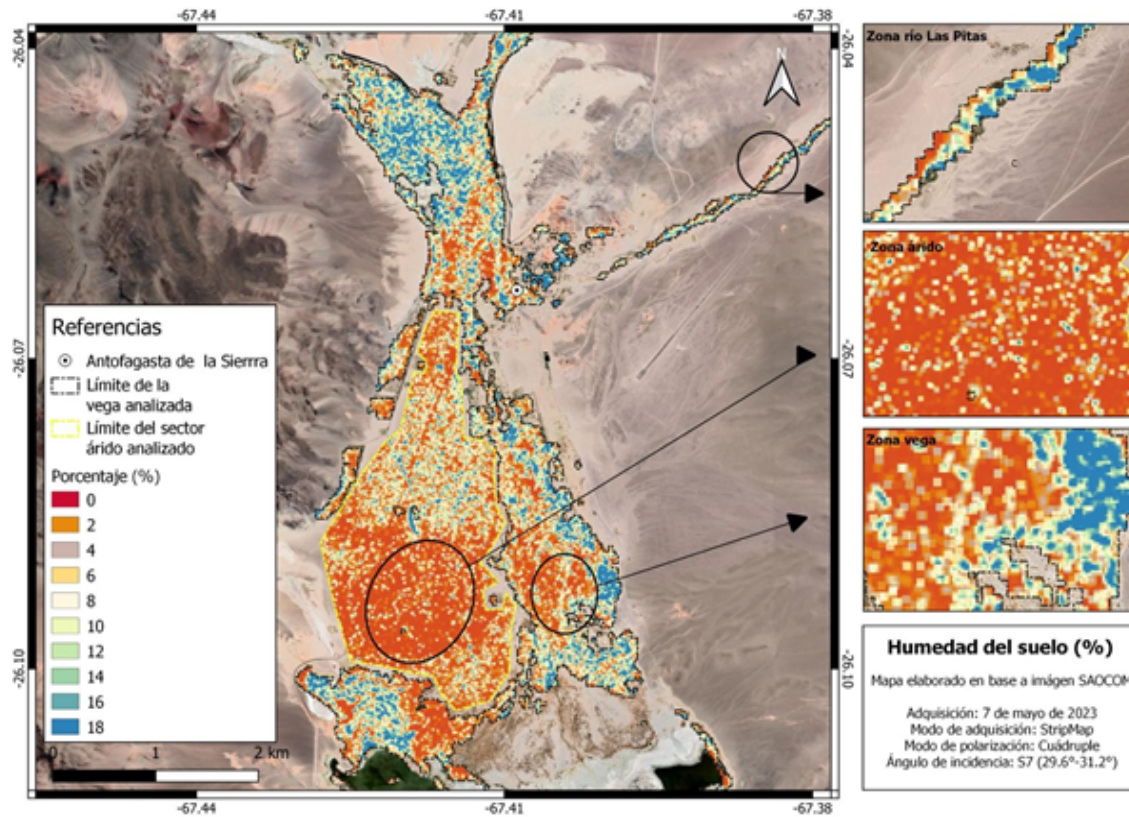 -67.44
-67.41
-67.38
-26.04
-26.04
N
-26.07
-26.07
-26.10
-26.10
Referencias
Antofagasta de la Sierrra
Límite de la
vega analizada
Límite del sector
árido analizado
Porcentaje (%)
0
2
4
6
8
10
12
14
16
18
0 1 2 km
-67.44
-67.41
-67.38
Zona río Las Pitas
Zona árido
Zona vega
Humedad del suelo (%)
Mapa elaborado en base a imágen SAOCOM
Adquisición: 7 de mayo de 2023
Modo de adquisición: StripMap
Modo de polarización: Cuádruple
Ángulo de incidencia: S7 (29.6°-31.2°)